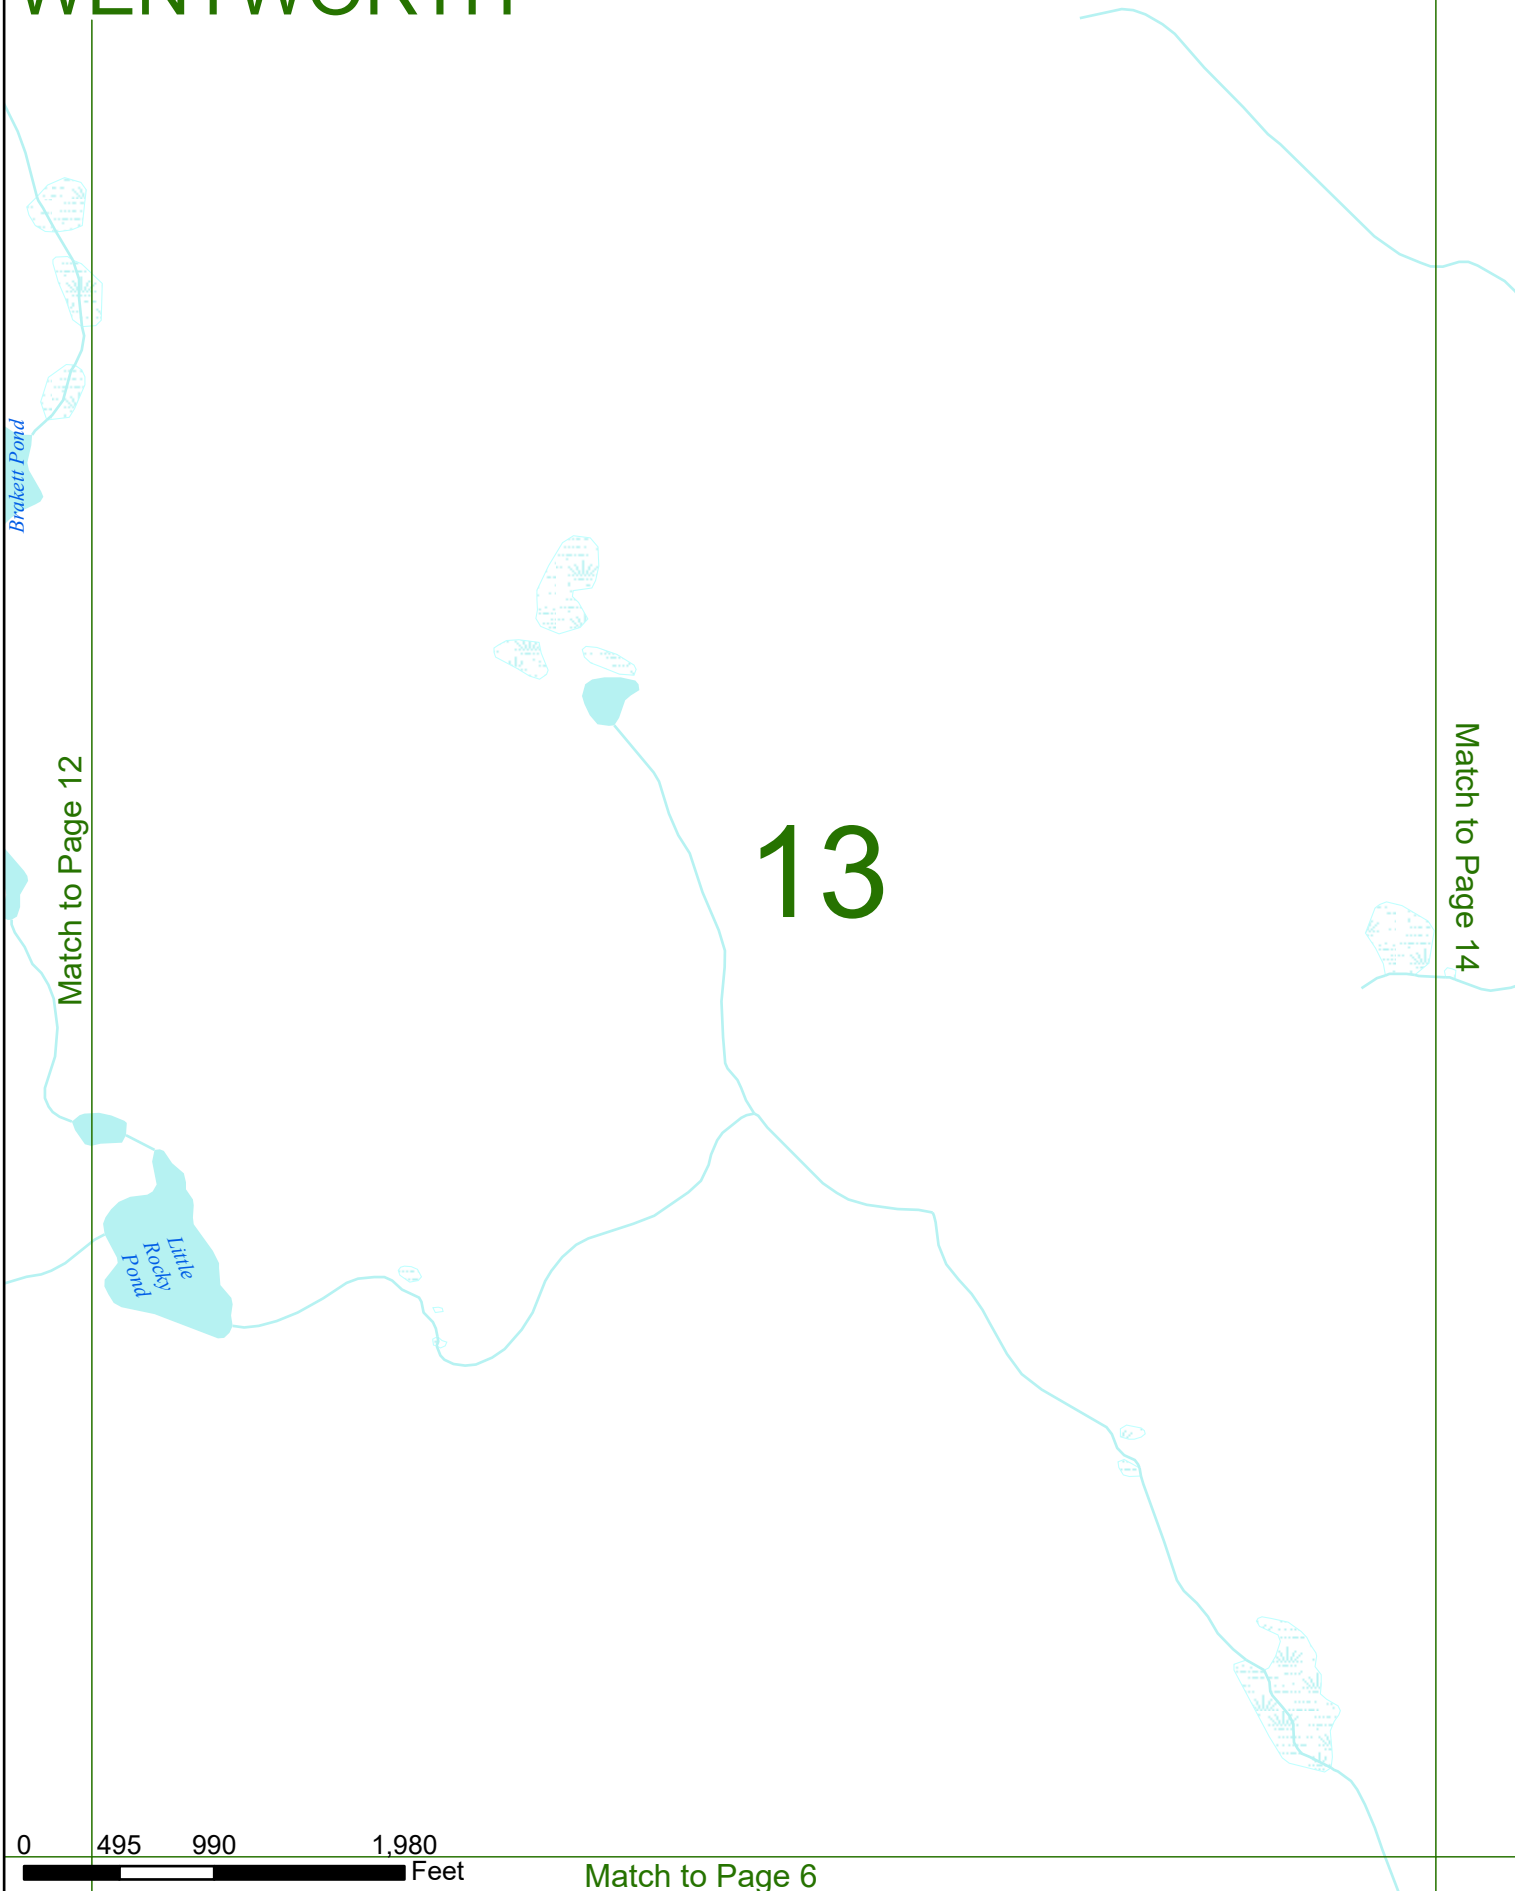 WENTWORTH
Brakett Pond
Match to Page 12
13
Match to Page 14
Little
Rocky
Pond
0 495 990 1,980
Feet
Match to Page 6